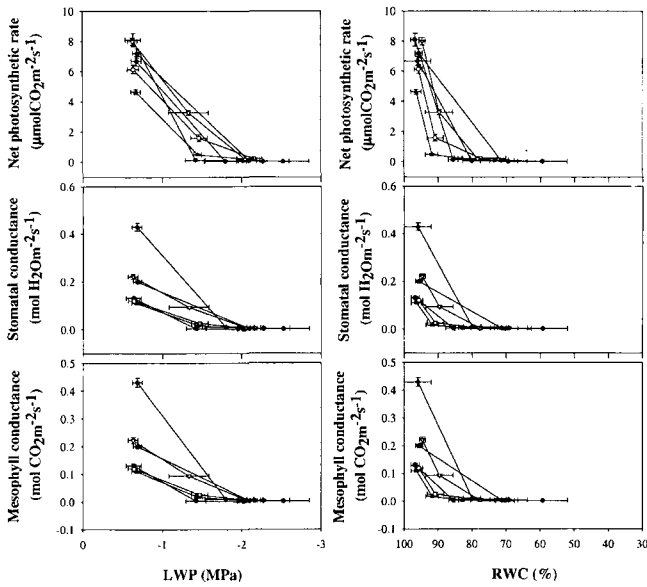 Net photosynthetic rate
(µmolCO2m-2s-1)
10
8
6
4
2
0
Net photosynthetic rate
(µmolCO2m-2s-1)
10
8
6
4
2
0
Stomatal conductance
(mol H2Om-2s-1)
0.6
0.4
0.2
0.0
Stomatal conductance
(mol H2Om-2s-1)
0.6
0.4
0.2
0.0
Mesophyll conductance
(mol CO2m-2s-1)
0.5
0.4
0.3
0.2
0.1
0.0
-0.1
0 -1 -2 -3
LWP (MPa)
Mesophyll conductance
(mol CO2m-2s-1)
0.5
0.4
0.3
0.2
0.1
0.0
-0.1
100 90 80 70 60 50 40 30
RWC (%)